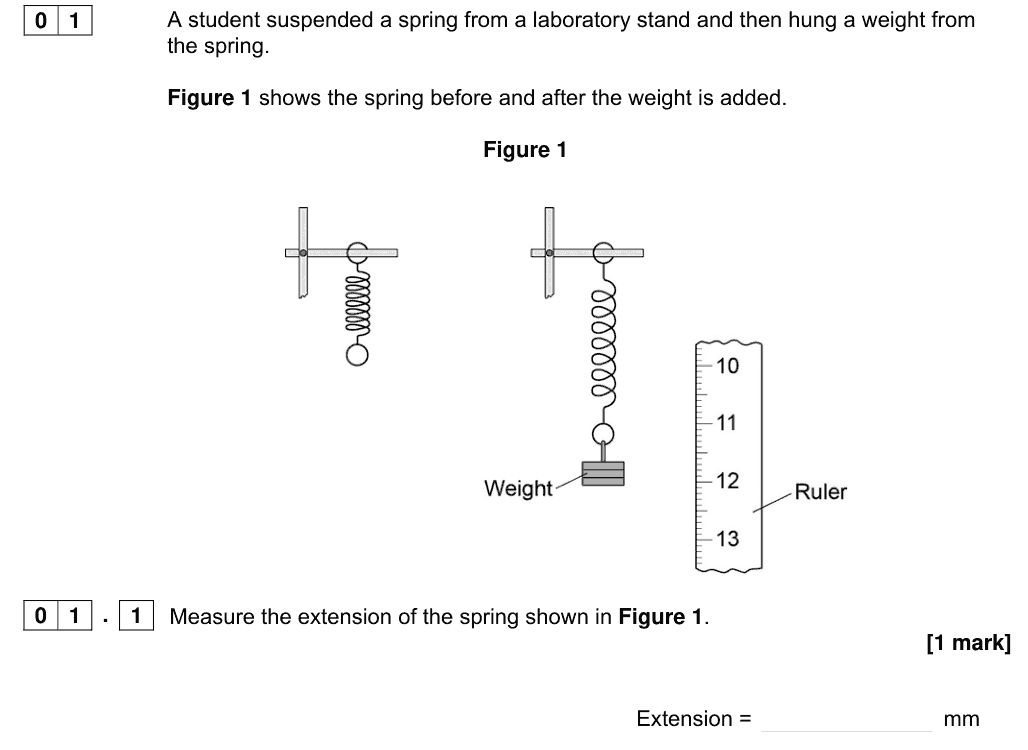 0 1 A student suspended a spring from a laboratory stand and then hung a weight from
the spring.
Figure 1 shows the spring before and after the weight is added.
Figure 1
10
11
12
13
Weight
Ruler
0 1 . 1 Measure the extension of the spring shown in Figure 1.
[1 mark]
Extension = mm